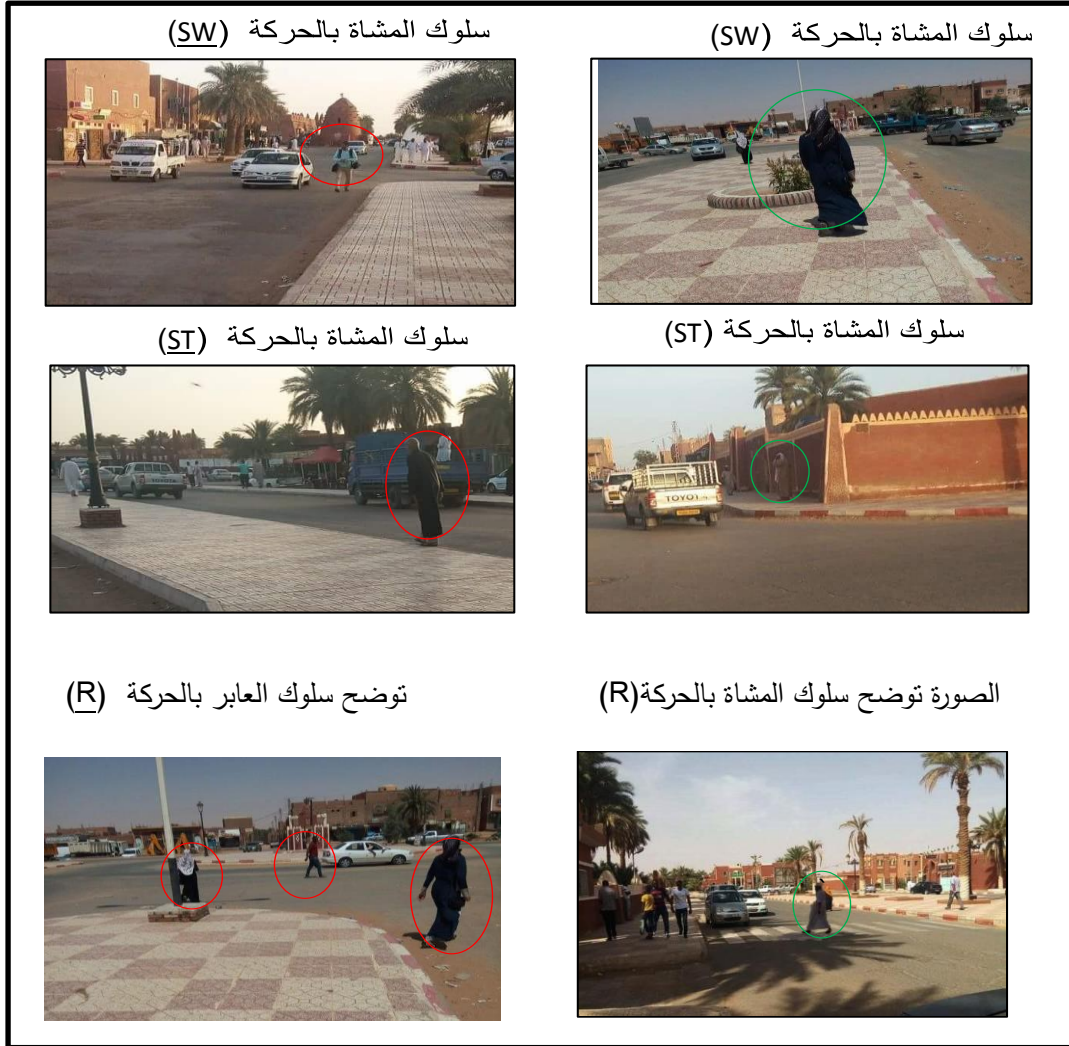 سلوك المشاة بالحركة (SW)
سلوك المشاة بالحركة (SW)
سلوك المشاة بالحركة (ST)
سلوك المشاة بالحركة (ST)
TOYOT
الصورة توضح سلوك المشاة بالحركة(R)
توضح سلوك العابر بالحركة (R)